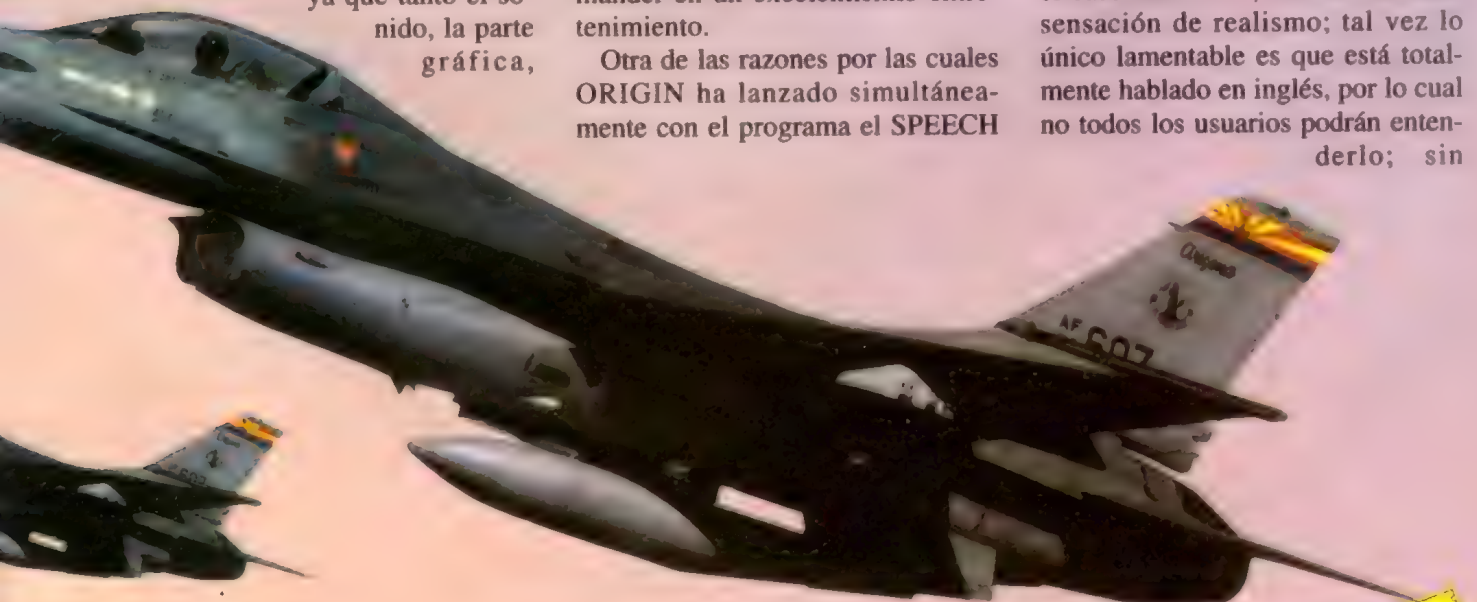 ya que tanto el so-
nido, la parte
gráfica,
tenimiento.
Otra de las razones por las cuales
ORIGIN ha lanzado simultánea-
mente con el programa el SPEECH
sensación de realismo; tal vez lo
único lamentable es que está total-
mente hablado en inglés, por lo cual
no todos los usuarios podrán enten-
derlo; sin
AF 607